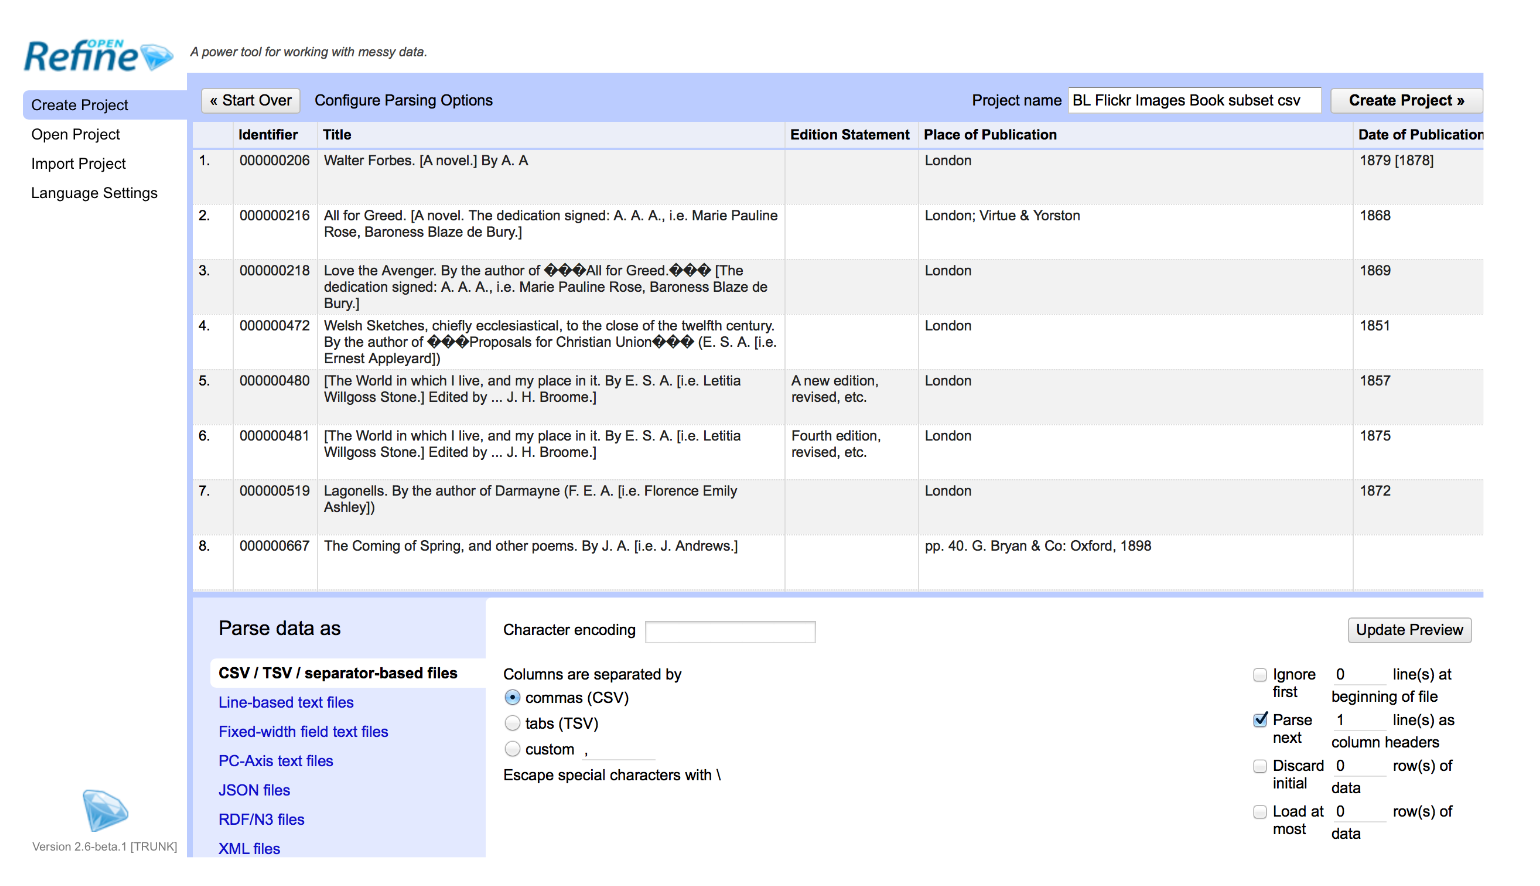 OPEN
Refine
A power tool for working with messy data.
Create Project
Open Project
Import Project
Language Settings
« Start Over Configure Parsing Options Project name BL Flickr Images Book subset csv Create Project »
Identifier Title Edition Statement Place of Publication Date of Publication
1. 000000206 Walter Forbes. [A novel.] By A. A London 1879 [1878]
2. 000000216 All for Greed. [A novel. The dedication signed: A. A. A., i.e. Marie Pauline London; Virtue & Yorston 1868
Rose, Baroness Blaze de Bury.]
3. 000000218 Love the Avenger. By the author of ���All for Greed.��� [The London 1869
dedication signed: A. A. A., i.e. Marie Pauline Rose, Baroness Blaze de
Bury.]
4. 000000472 Welsh Sketches, chiefly ecclesiastical, to the close of the twelfth century. London 1851
By the author of ���Proposals for Christian Union��� (E. S. A. [i.e.
Ernest Appleyard])
5. 000000480 [The World in which I live, and my place in it. By E. S. A. [i.e. Letitia A new edition, London 1857
Willgoss Stone.] Edited by ... J. H. Broome.] revised, etc.
6. 000000481 [The World in which I live, and my place in it. By E. S. A. [i.e. Letitia Fourth edition, London 1875
Willgoss Stone.] Edited by ... J. H. Broome.] revised, etc.
7. 000000519 Lagonells. By the author of Darmayne (F. E. A. [i.e. Florence Emily London 1872
Ashley])
8. 000000667 The Coming of Spring, and other poems. By J. A. [i.e. J. Andrews.] pp. 40. G. Bryan & Co: Oxford, 1898
Parse data as
CSV / TSV / separator-based files
Line-based text files
Fixed-width field text files
PC-Axis text files
JSON files
RDF/N3 files
XML files
Character encoding
Update Preview
Columns are separated by
commas (CSV)
tabs (TSV)
custom ,
Escape special characters with \
Ignore first 0 line(s) at
beginning of file
Parse next 1 line(s) as
column headers
Discard initial 0 row(s) of
data
Load at most 0 row(s) of
data
Version 2.6-beta.1 [TRUNK]